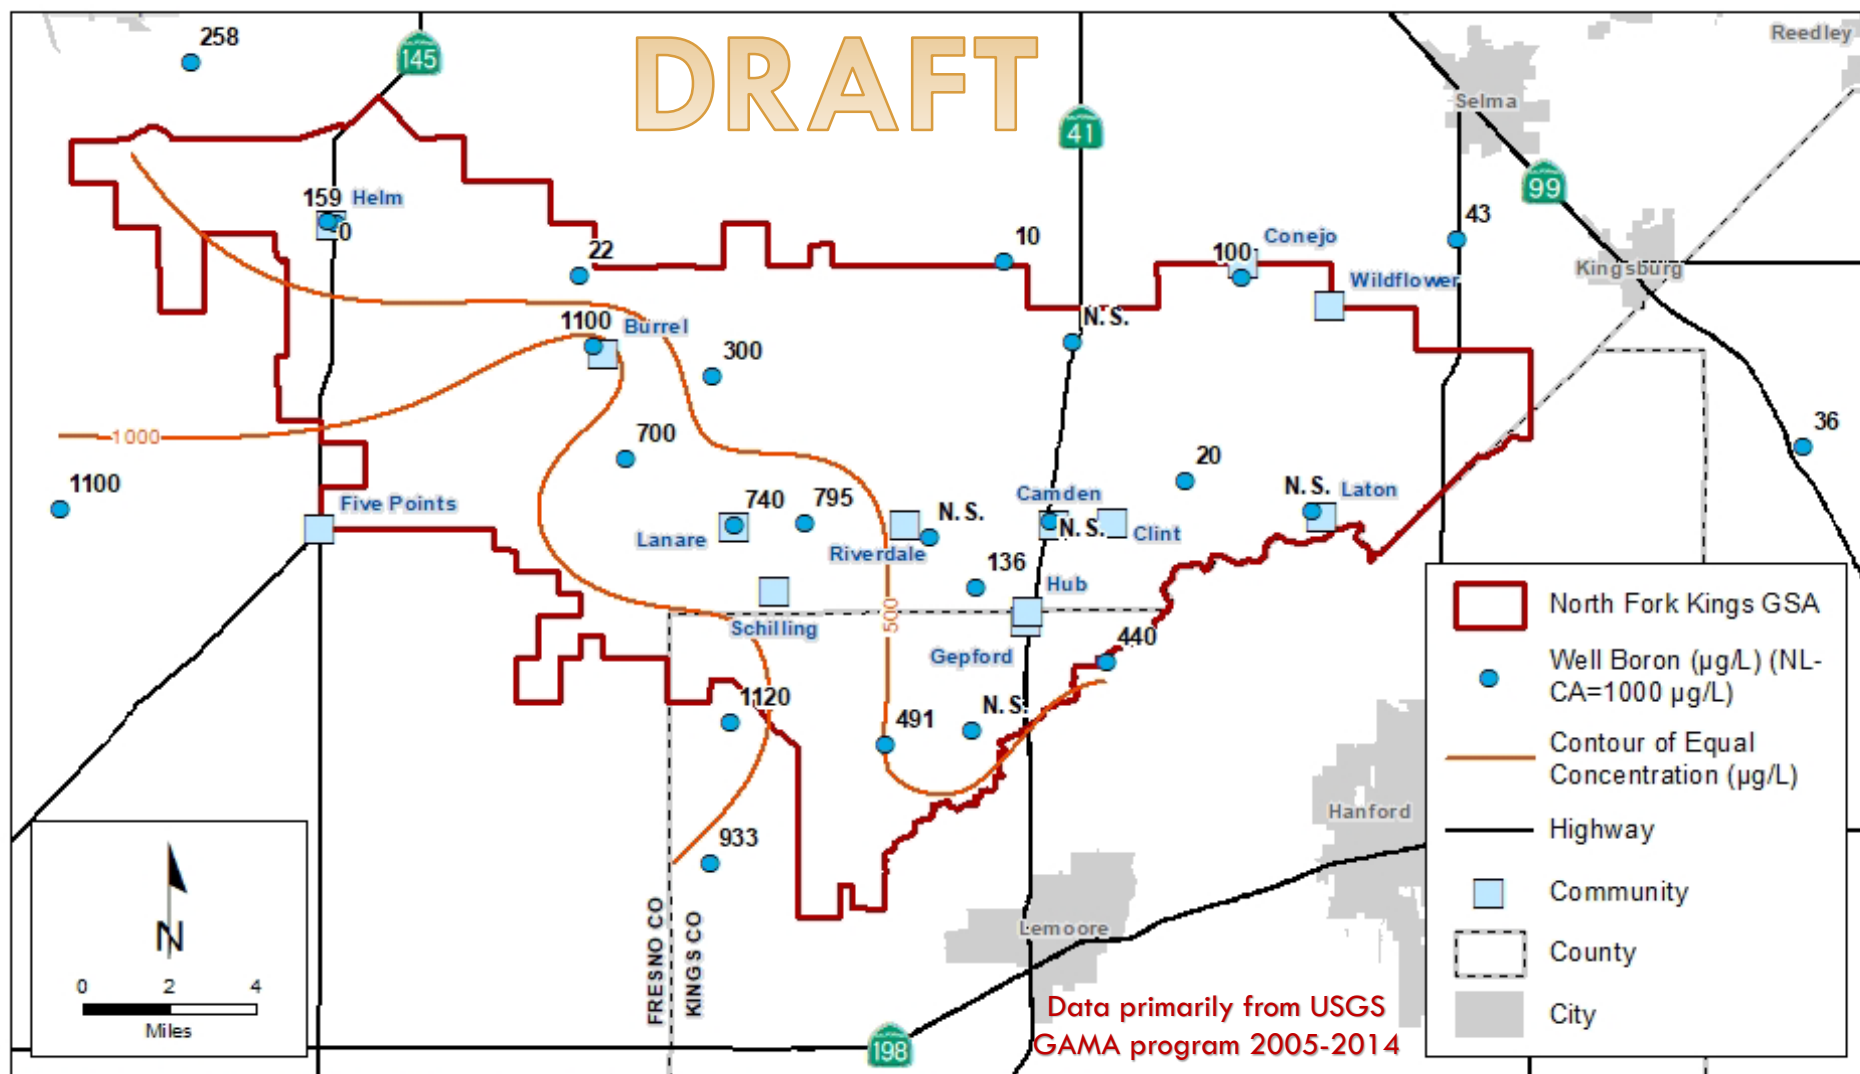 258
145
DRAFT
Reedley
Selma
41
99
159
Helm
0
43
22
10
100
Conejo
Kingsburg
Wildflower
1100
Burrel
N.S.
300
1000
700
36
1100
20
Five Points
740
795
N.S.
Camden
N.S.
Laton
Lanare
Riverdale
N.S.
Clint
136
Hub
500
Schilling
Gepford
440
1120
491
N.S.
933
Hanford
Lemoore
FRESNO CO
KINGS CO
198
N
0 2 4
Miles
Data primarily from USGS
GAMA program 2005-2014
North Fork Kings GSA
Well Boron (µg/L) (NL-
CA=1000 µg/L)
Contour of Equal
Concentration (µg/L)
Highway
Community
County
City